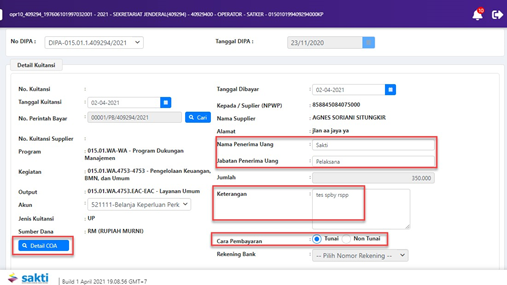 opr10_409294_197606101997032001 - 2021 - SEKRETARIAT JENDERAL(409294) - 40929400 - OPERATOR - SATKER - 015010199409294000KP
10
No DIPA : DIPA-015.01.1.409294/2021
Tanggal DIPA : 23/11/2020
Detail Kuitansi
No. Kuitansi :
Tanggal Kuitansi : 02-04-2021
No. Perintah Bayar : 00001/PB/409294/2021 Cari
No. Kuitansi Supplier :
Program : 015.01.WA-WA - Program Dukungan Manajemen
Kegiatan : 015.01.WA.4753-4753 - Pengelolaan Keuangan, BMN, dan Umum
Output : 015.01.WA.4753.EAC-EAC - Layanan Umum
Akun : 521111-Belanja Keperluan Perk
Jenis Kuitansi : UP
Sumber Dana : RM (RUPIAH MURNI)
Detail COA
Tanggal Dibayar : 02-04-2021
Kepada / Suplier (NPWP) : 858845084075000
Nama Supplier : AGNES SORIANI SITUNGKIR
Alamat : jlan aa jaya ya
Nama Penerima Uang : Sakti
Jabatan Penerima Uang : Pelaksana
Jumlah : 350,000
Keterangan : tes spby rspp
Cara Pembayaran : Tunai Non Tunai
Rekening Bank : -- Pilih Nomor Rekening --
sakti
Build 1 April 2021 19.08.56 GMT+7